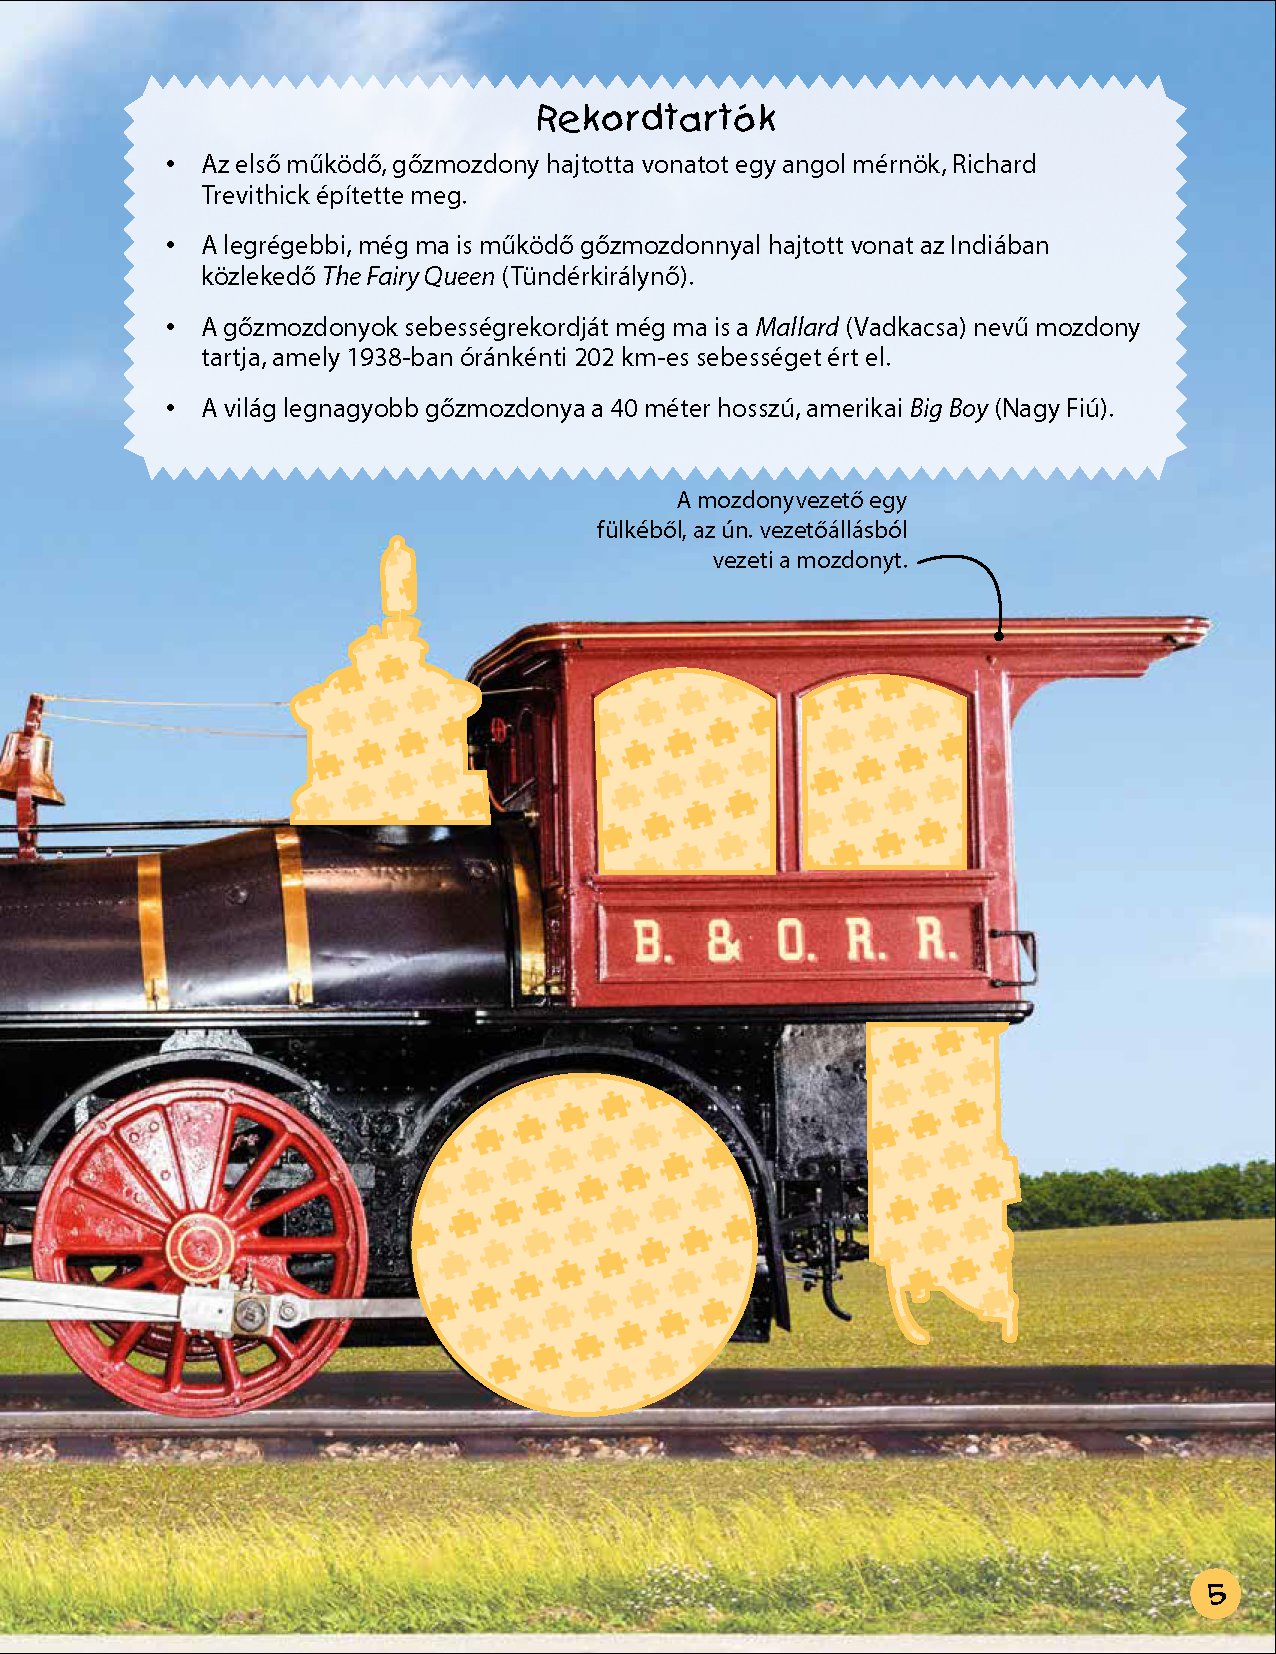 Rekordtartók
• Az első működő, gőzmozdony hajtotta vonatot egy angol mérnök, Richard
Trevithick építette meg.
• A legrégebbi, még ma is működő gőzmozdonnyal hajtott vonat az Indiában
közlekedő The Fairy Queen (Tündérkirálynő).
• A gőzmozdonyok sebességrekordját még ma is a Mallard (Vadkacsa) nevű mozdony
tartja, amely 1938-ban óránkénti 202 km-es sebességet ért el.
• A világ legnagyobb gőzmozdonya a 40 méter hosszú, amerikai Big Boy (Nagy Fiú).
A mozdonyvezető egy
fülkéből, az ún. vezetőállásból
vezeti a mozdonyt.
B. & O. R. R.
5